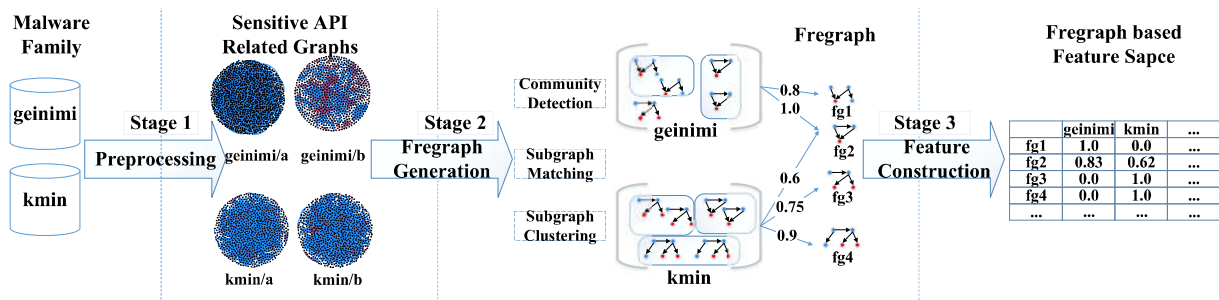 Malware
Family
geinimi
kmin
Stage 1
Preprocessing
Sensitive API
Related Graphs
geinimi/a
geinimi/b
kmin/a
kmin/b
Stage 2
Fregraph
Generation
Community
Detection
Subgraph
Matching
Subgraph
Clustering
geinimi
kmin
0.8
1.0
0.6
0.75
0.9
Fregraph
fg1
fg2
fg3
fg4
Stage 3
Feature
Construction
Fregraph based
Feature Sapce
geinimi kmin ...
fg1 1.0 0.0 ...
fg2 0.83 0.62 ...
fg3 0.0 1.0 ...
fg4 0.0 1.0 ...
... ... ... ...